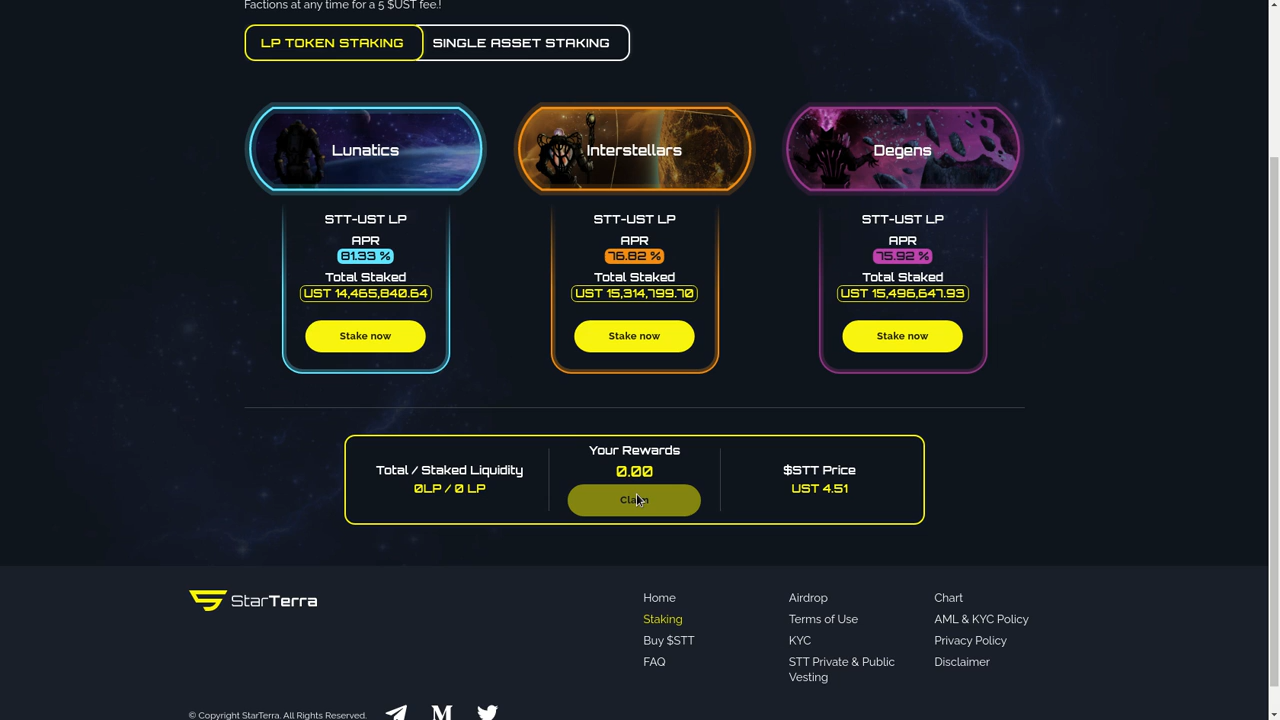 Factions at any time for a 5 $UST fee.!
LP TOKEN STAKING
SINGLE ASSET STAKING
Lunatics
Interstellars
Degens
STT-UST LP
APR
81.33 %
Total Staked
UST 14,465,840.64
Stake now
STT-UST LP
APR
76.82 %
Total Staked
UST 15,314,799.70
Stake now
STT-UST LP
APR
75.92 %
Total Staked
UST 15,496,647.93
Stake now
Total / Staked Liquidity
0LP / 0 LP
Your Rewards
0.00
Claim
$STT Price
UST 4.51
StarTerra
Home
Staking
Buy $STT
FAQ
Airdrop
Terms of Use
KYC
STT Private & Public
Vesting
Chart
AML & KYC Policy
Privacy Policy
Disclaimer
© Copyright StarTerra. All Rights Reserved.